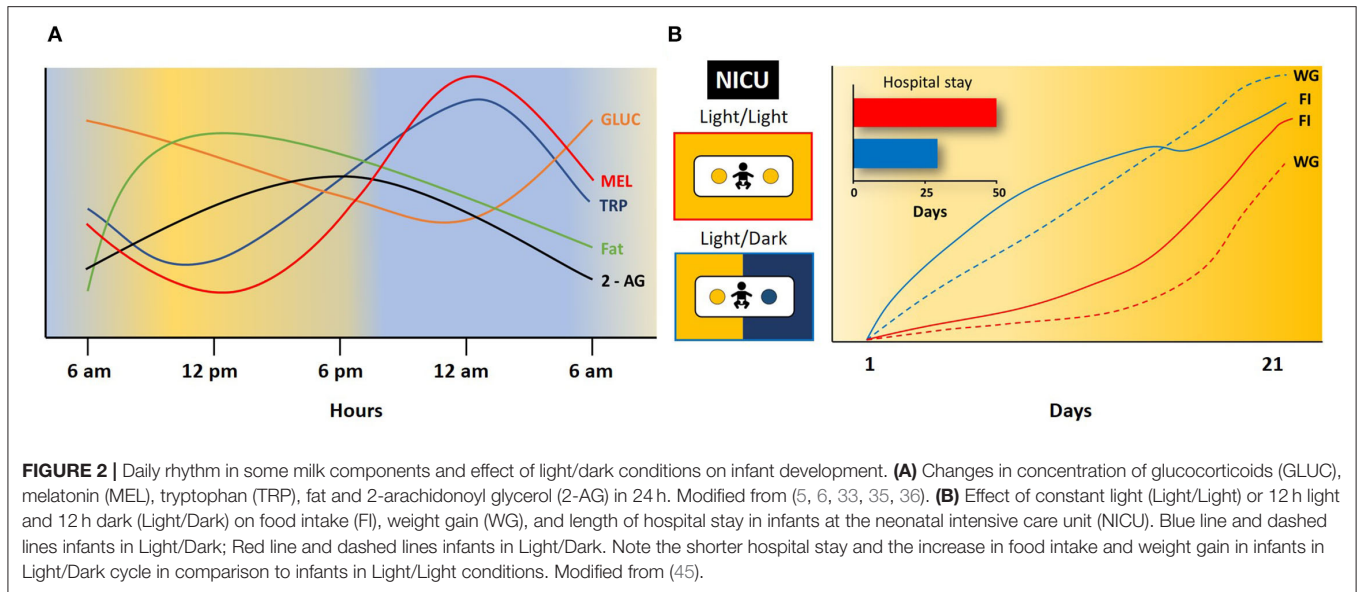 A
GLUC
MEL
TRP
Fat
2 - AG
6 am 12 pm 6 pm 12 am 6 am
Hours
B
NICU
Light/Light
Light/Dark
Hospital stay
0 25 50
Days
WG
FI
FI
WG
1 21
Days
FIGURE 2 | Daily rhythm in some milk components and effect of light/dark conditions on infant development. (A) Changes in concentration of glucocorticoids (GLUC),
melatonin (MEL), tryptophan (TRP), fat and 2-arachidonoyl glycerol (2-AG) in 24 h. Modified from (5, 6, 33, 35, 36). (B) Effect of constant light (Light/Light) or 12 h light
and 12 h dark (Light/Dark) on food intake (FI), weight gain (WG), and length of hospital stay in infants at the neonatal intensive care unit (NICU). Blue line and dashed
lines infants in Light/Dark; Red line and dashed lines infants in Light/Dark. Note the shorter hospital stay and the increase in food intake and weight gain in infants in
Light/Dark cycle in comparison to infants in Light/Light conditions. Modified from (45).